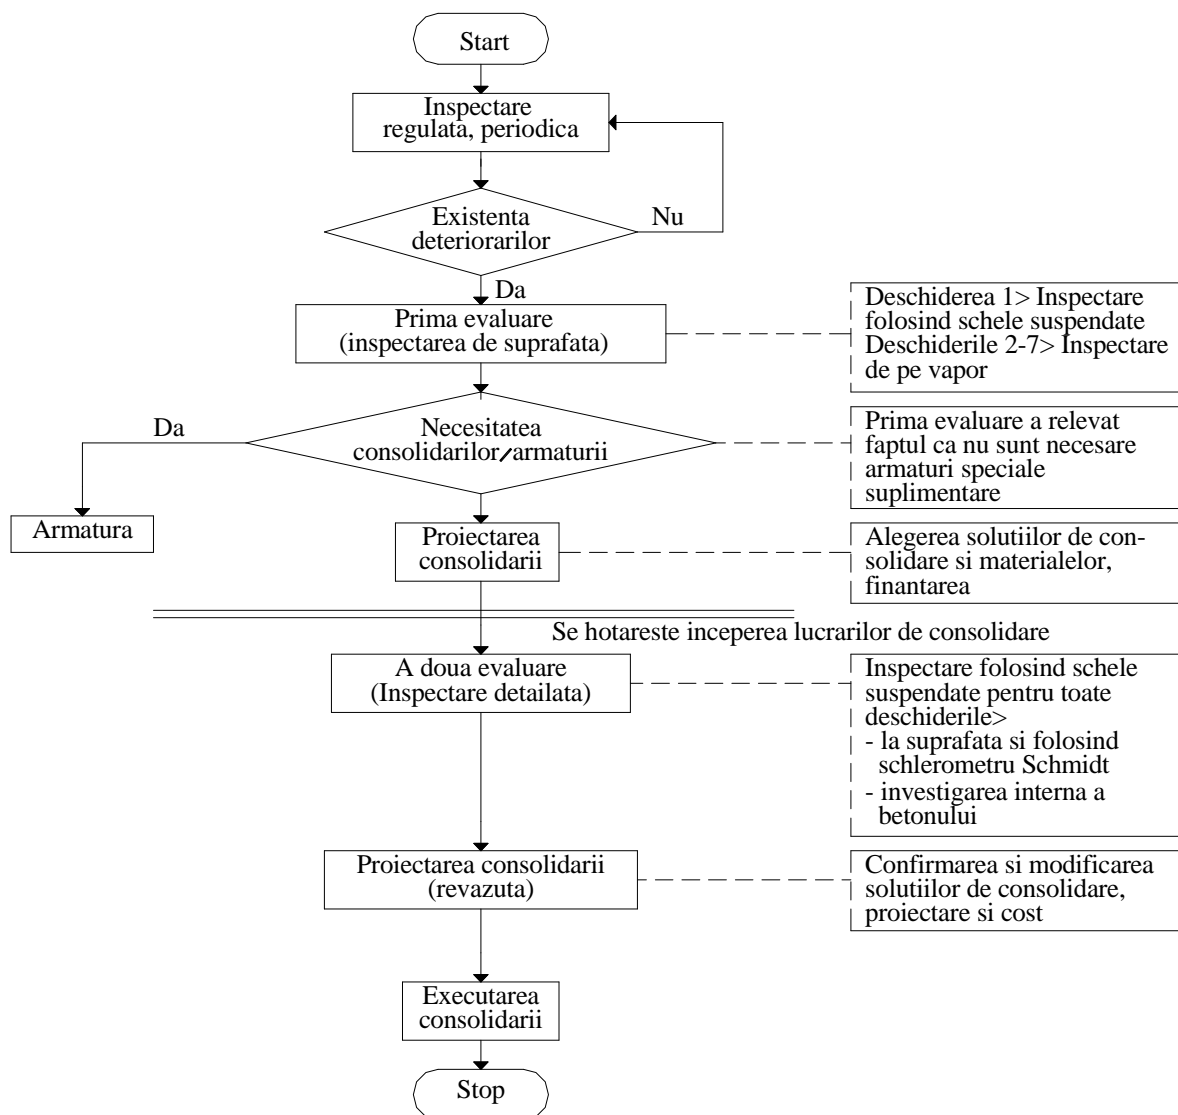 Start
Inspectare
regulata, periodica
Existenta
deteriorarilor
Nu
Da
Prima evaluare
(inspectarea de suprafata)
Deschiderea 1> Inspectare
folosind schele suspendate
Deschiderile 2-7> Inspectare
de pe vapor
Da
Necesitatea
consolidarilor/armaturii
Prima evaluare a relevat
faptul ca nu sunt necesare
armaturi speciale
suplimentare
Armatura
Proiectarea
consolidarii
Alegerea solutiilor de con-
solidare si materialelor,
finantarea
Se hotareste inceperea lucrarilor de consolidare
A doua evaluare
(Inspectare detailata)
Inspectare folosind schele
suspendate pentru toate
deschiderile>
- la suprafata si folosind
schlerometru Schmidt
- investigarea interna a
betonului
Proiectarea consolidarii
(revazuta)
Confirmarea si modificarea
solutiilor de consolidare,
proiectare si cost
Executarea
consolidarii
Stop